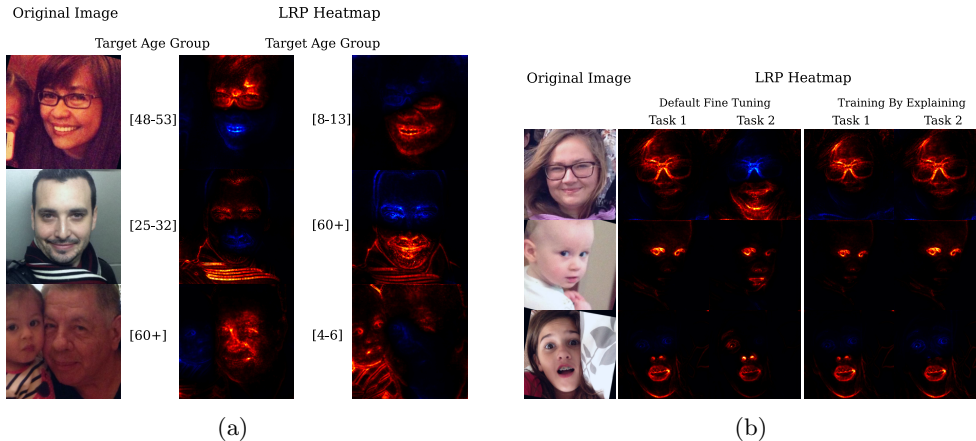 Original Image
LRP Heatmap
Target Age Group
Target Age Group
[48-53]
[8-13]
[25-32]
[60+]
[60+]
[4-6]
(a)
Original Image
LRP Heatmap
Default Fine Tuning
Training By Explaining
Task 1
Task 2
Task 1
Task 2
(b)